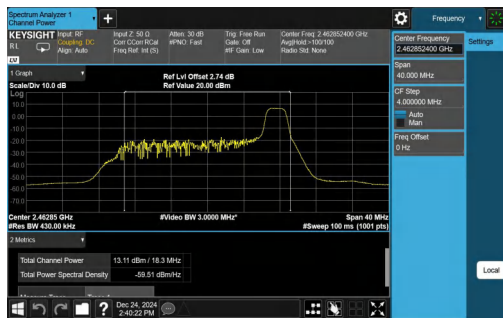 Spectrum Analyzer 1
Channel Power
Frequency
KEYSIGHT
Input: RF
Coupling: DC
Align: Auto
Input Z: 50 Ω
Corr CCorr RCal
Freq Ref: Int (S)
Atten: 30 dB
#PNO: Fast
Trig: Free Run
Gate: Off
#IF Gain: Low
Center Freq: 2.462852400 GHz
Avg|Hold:>100/100
Radio Std: None
R L
LV
Center Frequency
2.462852400 GHz
Settings
Span
40.000 MHz
CF Step
4.000000 MHz
Auto
Man
Freq Offset
0 Hz
1 Graph
Scale/Div 10.0 dB
Ref Lvl Offset 2.74 dB
Ref Value 20.00 dBm
Log
10.0
0.00
-10.0
-20.0
-30.0
-40.0
-50.0
-60.0
Center 2.46285 GHz
#Res BW 430.00 kHz
#Video BW 3.0000 MHz*
Span 40 MHz
#Sweep 100 ms (1001 pts)
2 Metrics
Total Channel Power 13.11 dBm / 18.3 MHz
Total Power Spectral Density -59.51 dBm/Hz
Local
?
Dec 24, 2024
2:40:22 PM